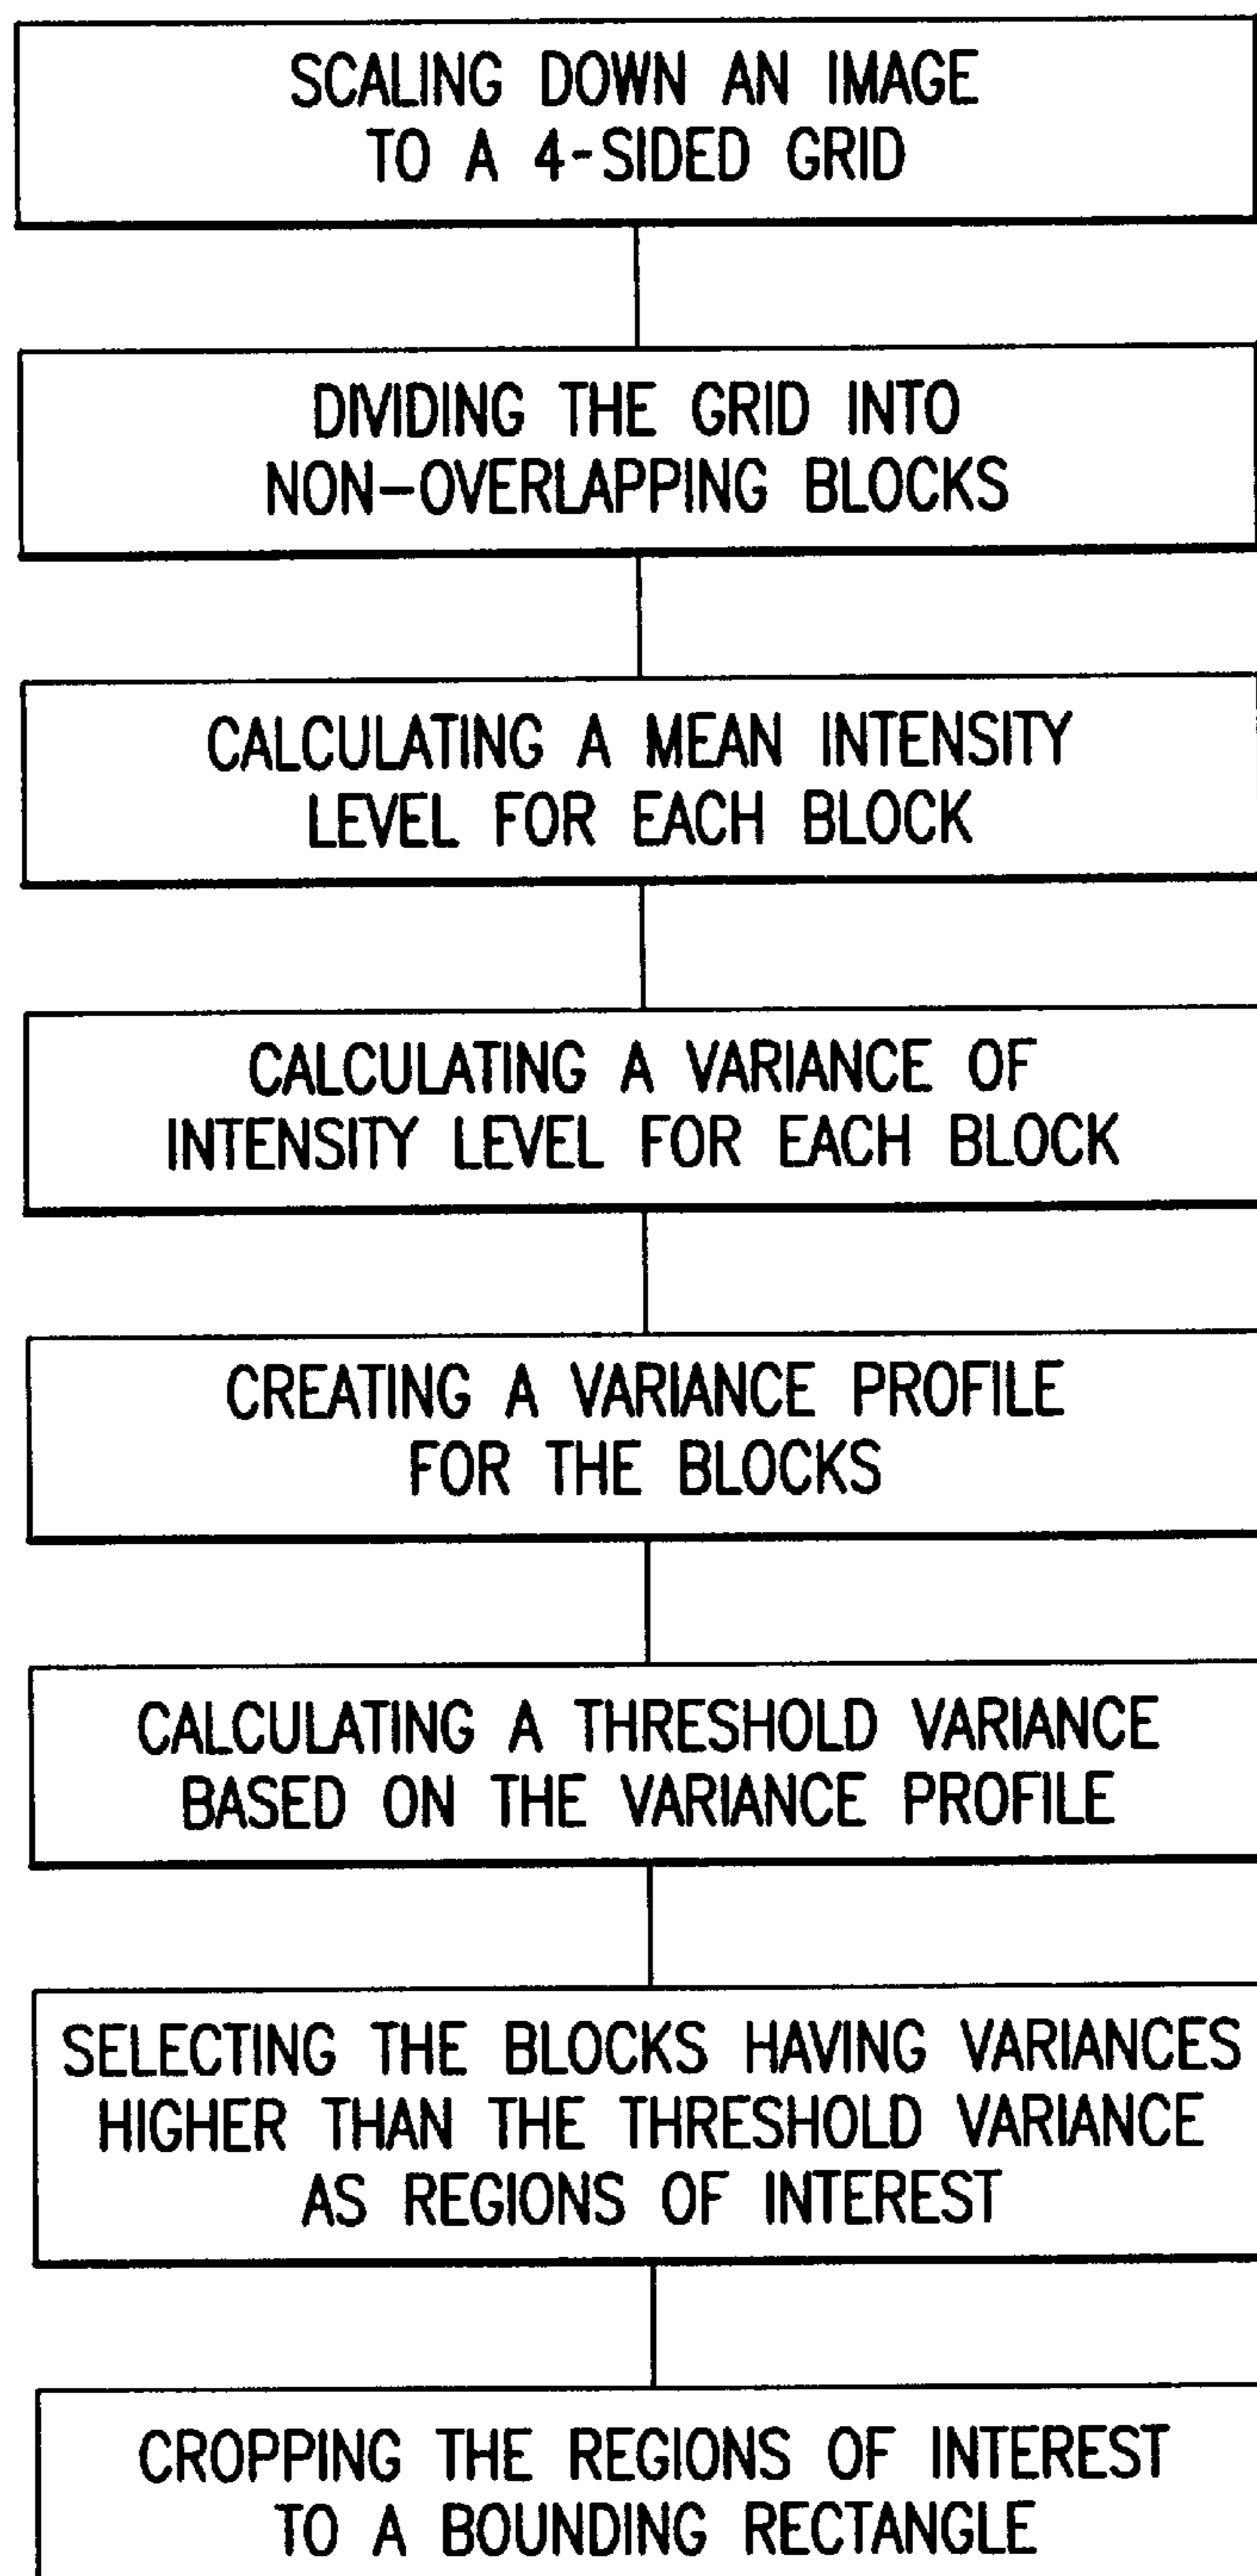 SCALING DOWN AN IMAGE
TO A 4-SIDED GRID
DIVIDING THE GRID INTO
NON-OVERLAPPING BLOCKS
CALCULATING A MEAN INTENSITY
LEVEL FOR EACH BLOCK
CALCULATING A VARIANCE OF
INTENSITY LEVEL FOR EACH BLOCK
CREATING A VARIANCE PROFILE
FOR THE BLOCKS
CALCULATING A THRESHOLD VARIANCE
BASED ON THE VARIANCE PROFILE
SELECTING THE BLOCKS HAVING VARIANCES
HIGHER THAN THE THRESHOLD VARIANCE
AS REGIONS OF INTEREST
CROPPING THE REGIONS OF INTEREST
TO A BOUNDING RECTANGLE